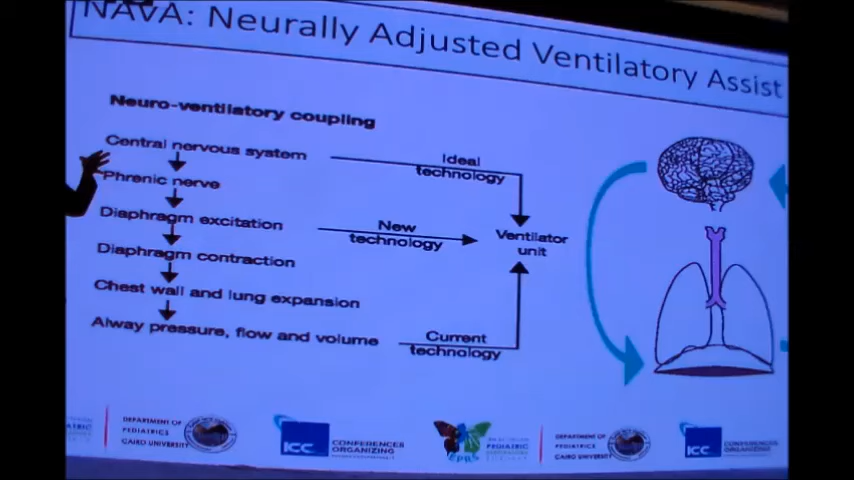 NAVA: Neurally Adjusted Ventilatory Assist
Neuro-ventilatory coupling
Central nervous system
Ideal
technology
Phrenic nerve
Diaphragm excitation
New
technology
Ventilator
unit
Diaphragm contraction
Chest wall and lung expansion
Alway pressure, flow and volume
Current
technology
DEPARTMENT OF
PEDIATRICS
CAIRO UNIVERSITY
ICC
CONFERENCES
ORGANIZING
EPRS
PEDIATRIC
DEPARTMENT OF
PEDIATRICS
CAIRO UNIVERSITY
ICC
CONFERENCES
ORGANIZING